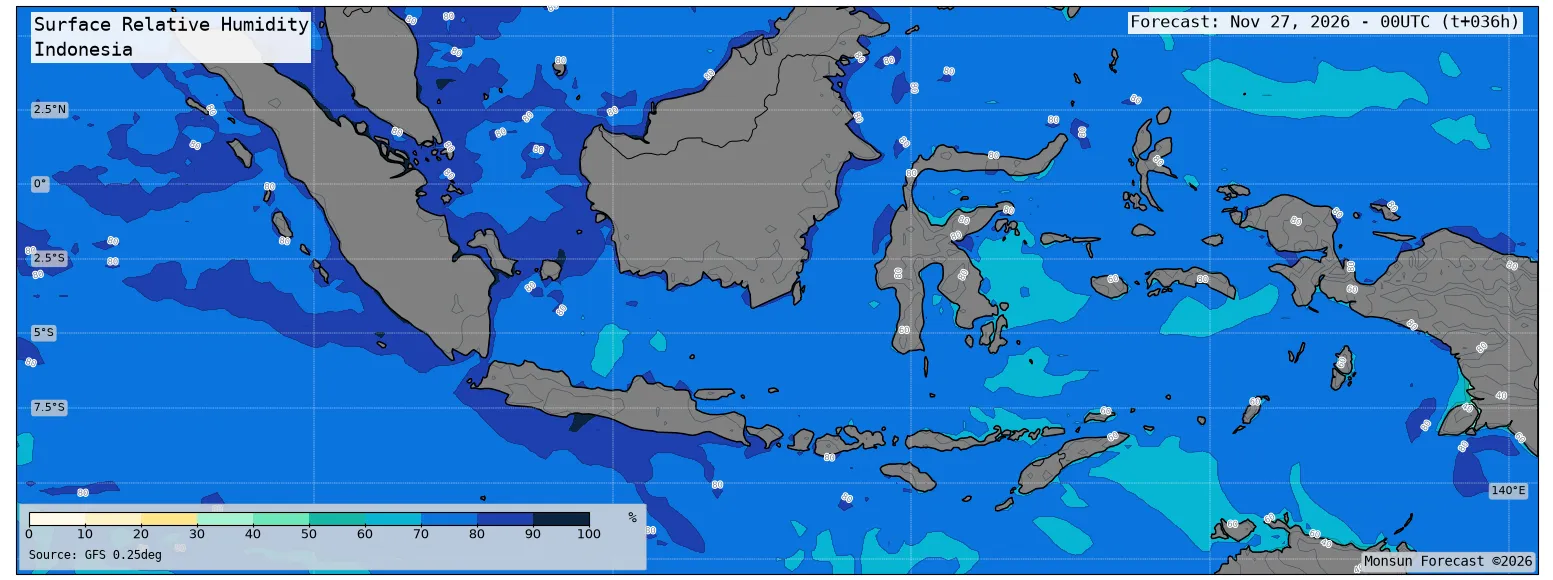 Surface Relative Humidity
Indonesia
Forecast: Nov 27, 2026 - 00UTC (t+036h)
2.5°N
0°
2.5°S
5°S
7.5°S
140°E
0 10 20 30 40 50 60 70 80 90 100 %
Source: GFS 0.25deg
Monsun Forecast ©2026